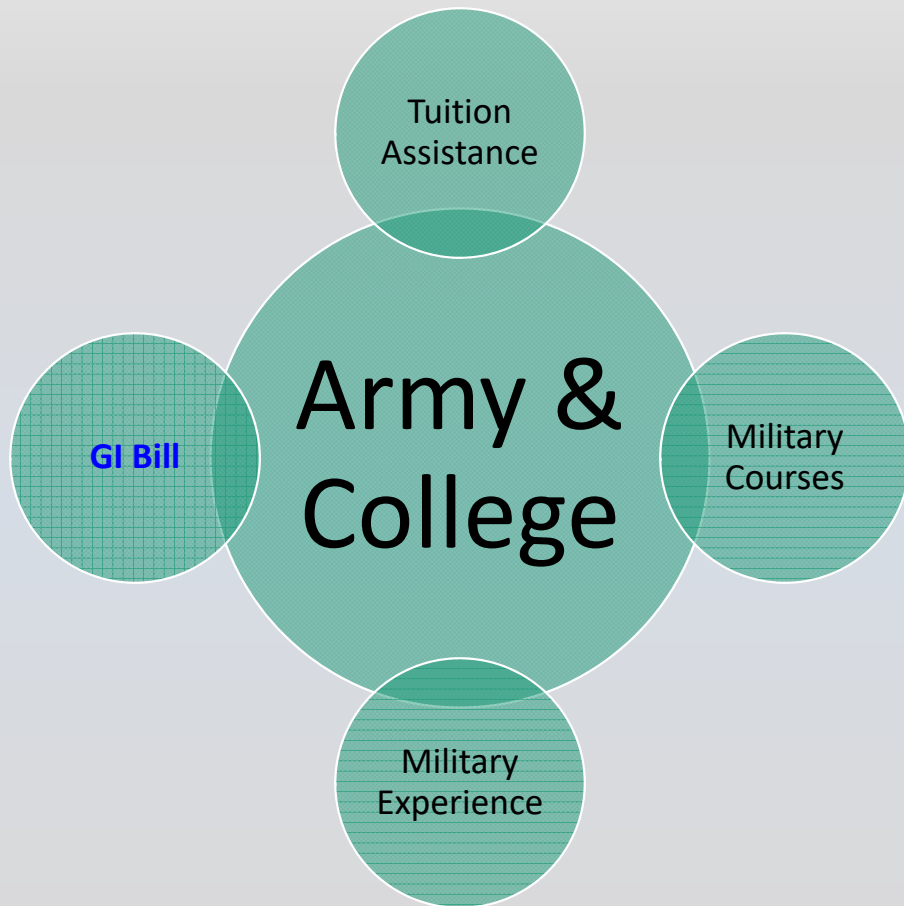 Tuition
Assistance
Army &
College
GI Bill
Military
Courses
Military
Experience